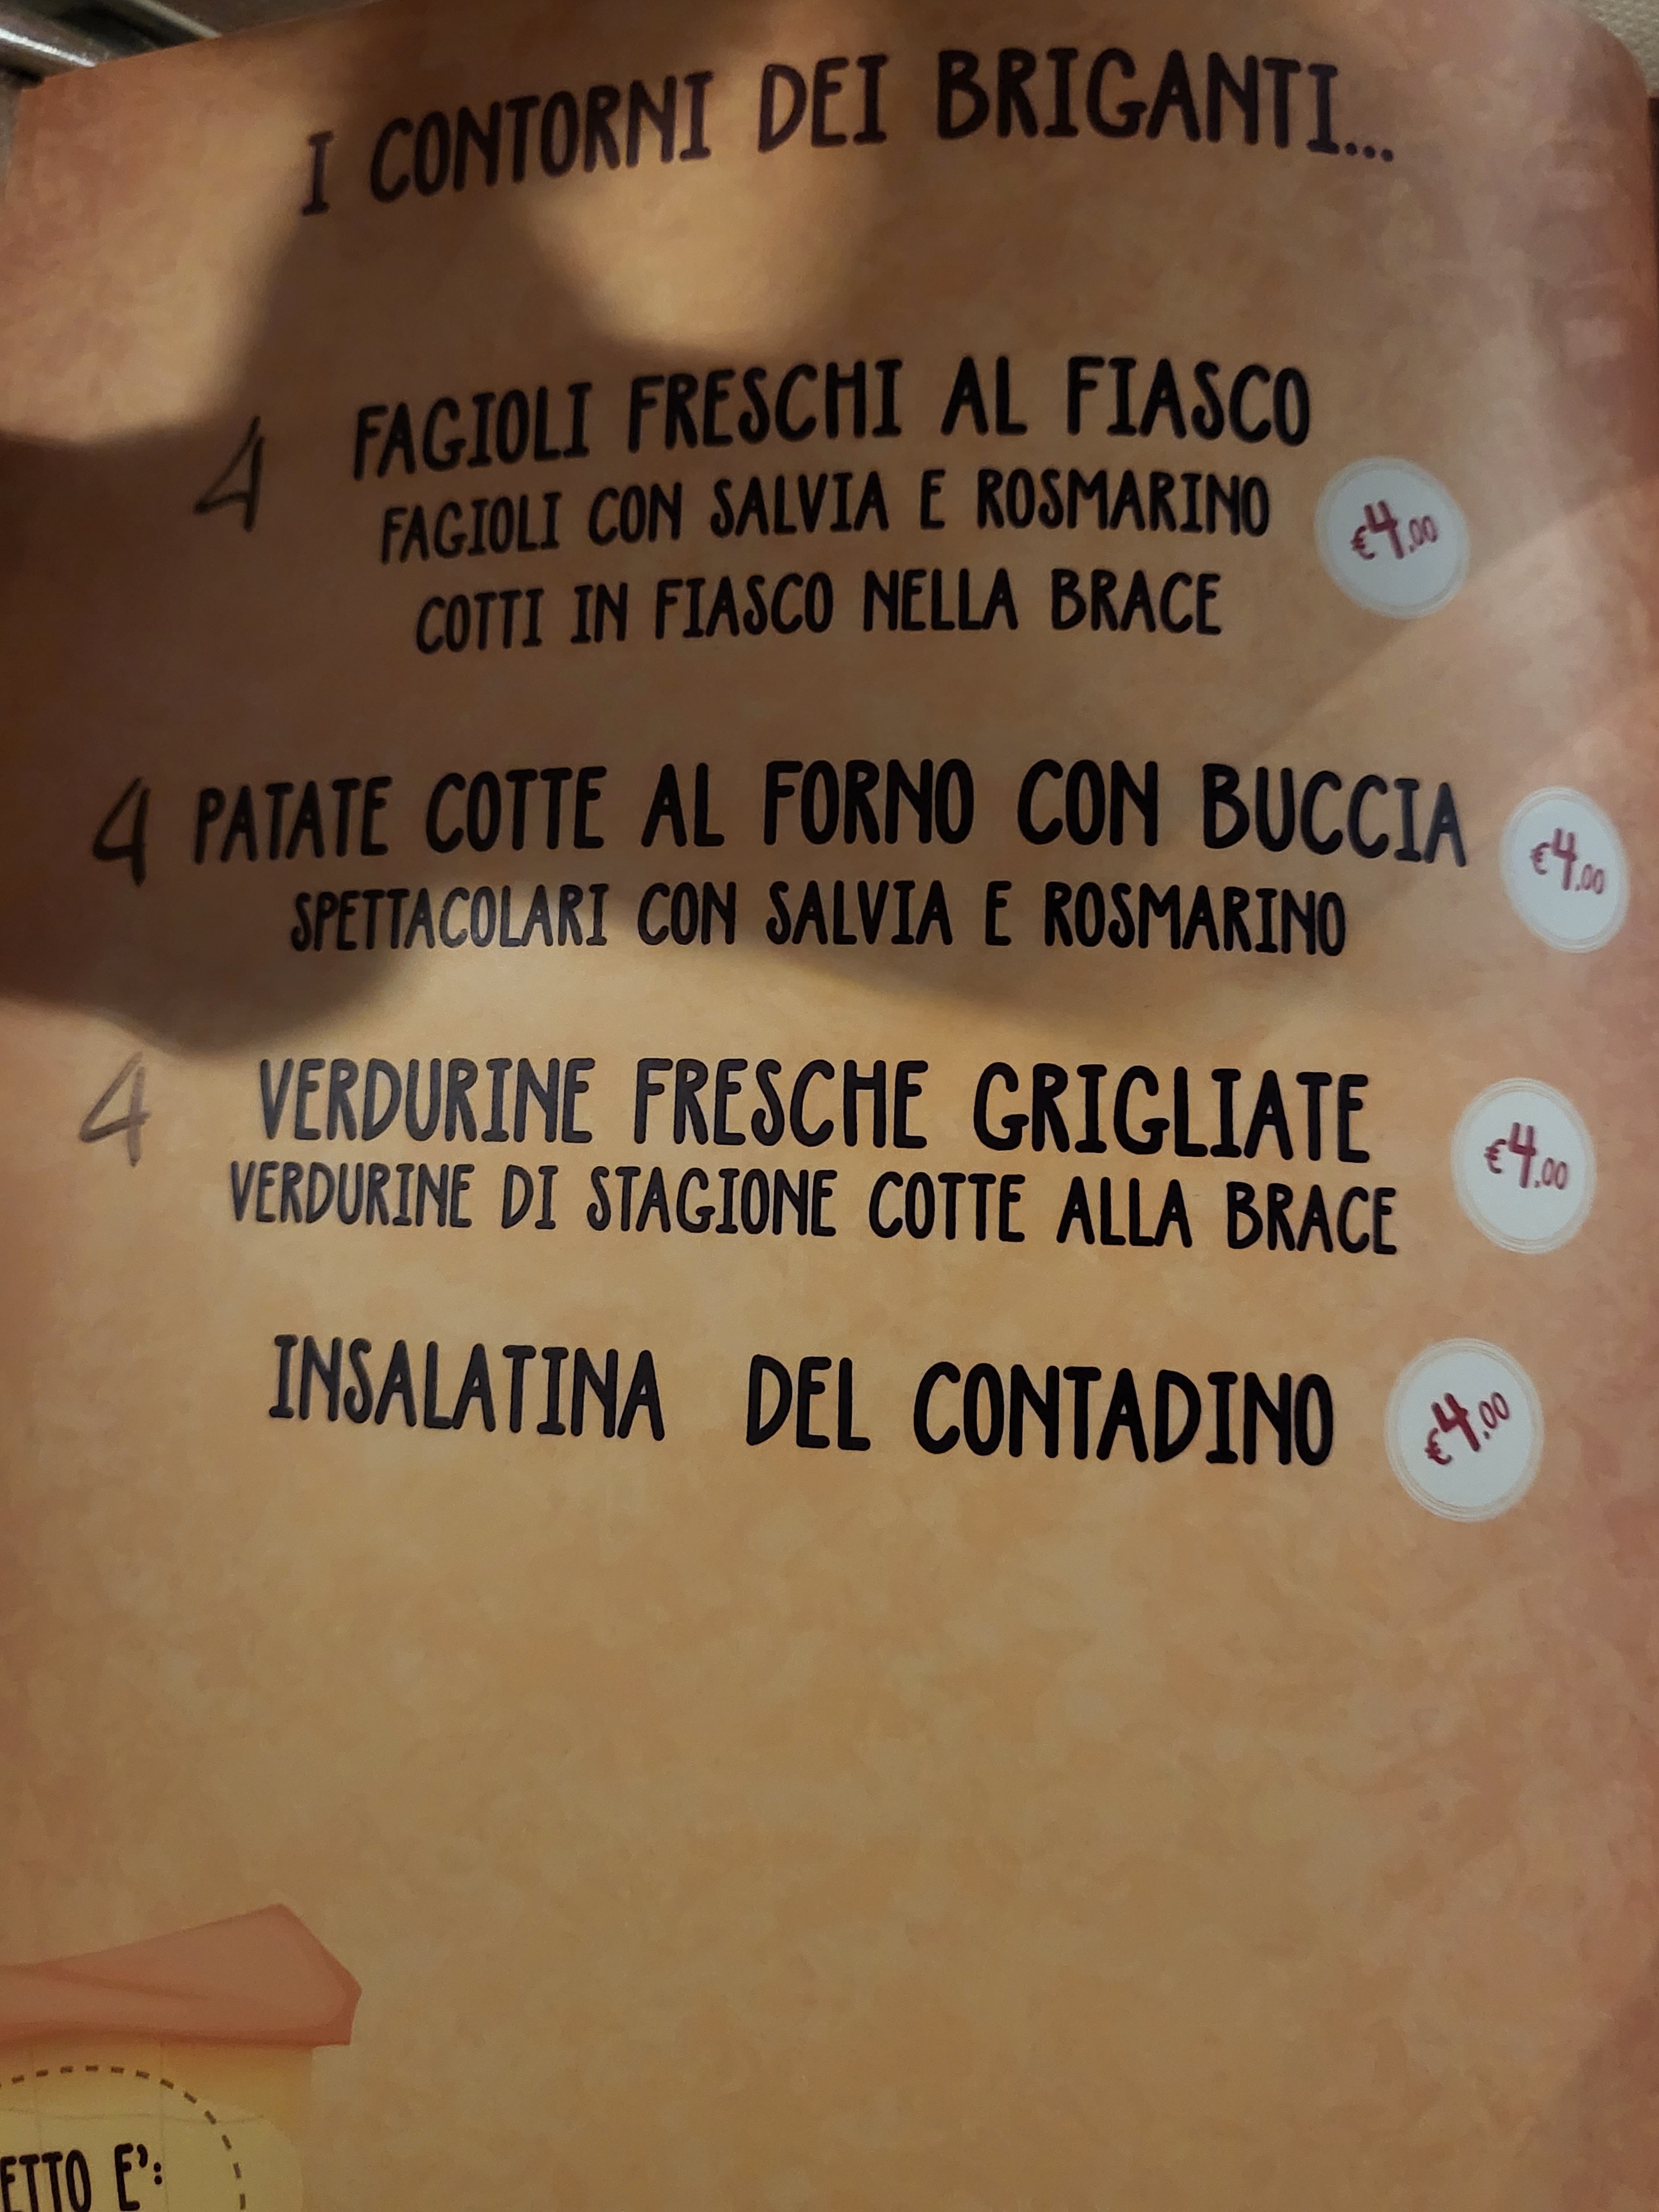 I CONTORNI DEI BRIGANTI...
4 FAGIOLI FRESCHI AL FIASCO
FAGIOLI CON SALVIA E ROSMARINO €4.00
COTTI IN FIASCO NELLA BRACE
4 PATATE COTTE AL FORNO CON BUCCIA €4.00
SPETTACOLARI CON SALVIA E ROSMARINO
4 VERDURINE FRESCHE GRIGLIATE €4.00
VERDURINE DI STAGIONE COTTE ALLA BRACE
INSALATINA DEL CONTADINO €4.00
ETTO E':